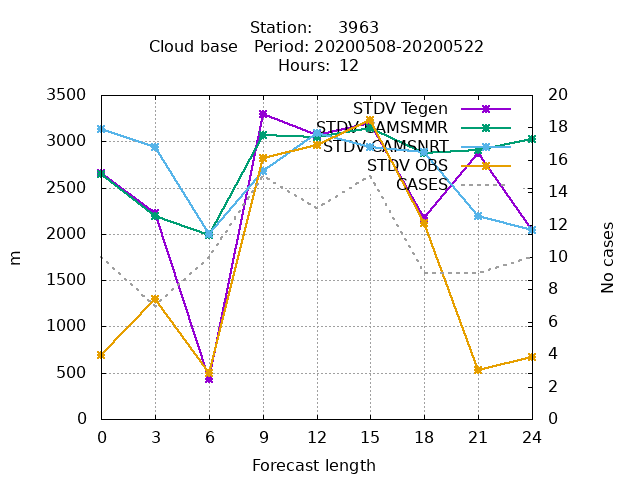 Station: 3963
Cloud base Period: 20200508-20200522
Hours: 12
3500
3000
2500
2000
1500
1000
500
0
m
20
18
16
14
12
10
8
6
4
2
0
No cases
STDV Tegen
STDV CAMSMMR
STDV CAMSNRT
STDV OBS
CASES
0 3 6 9 12 15 18 21 24
Forecast length